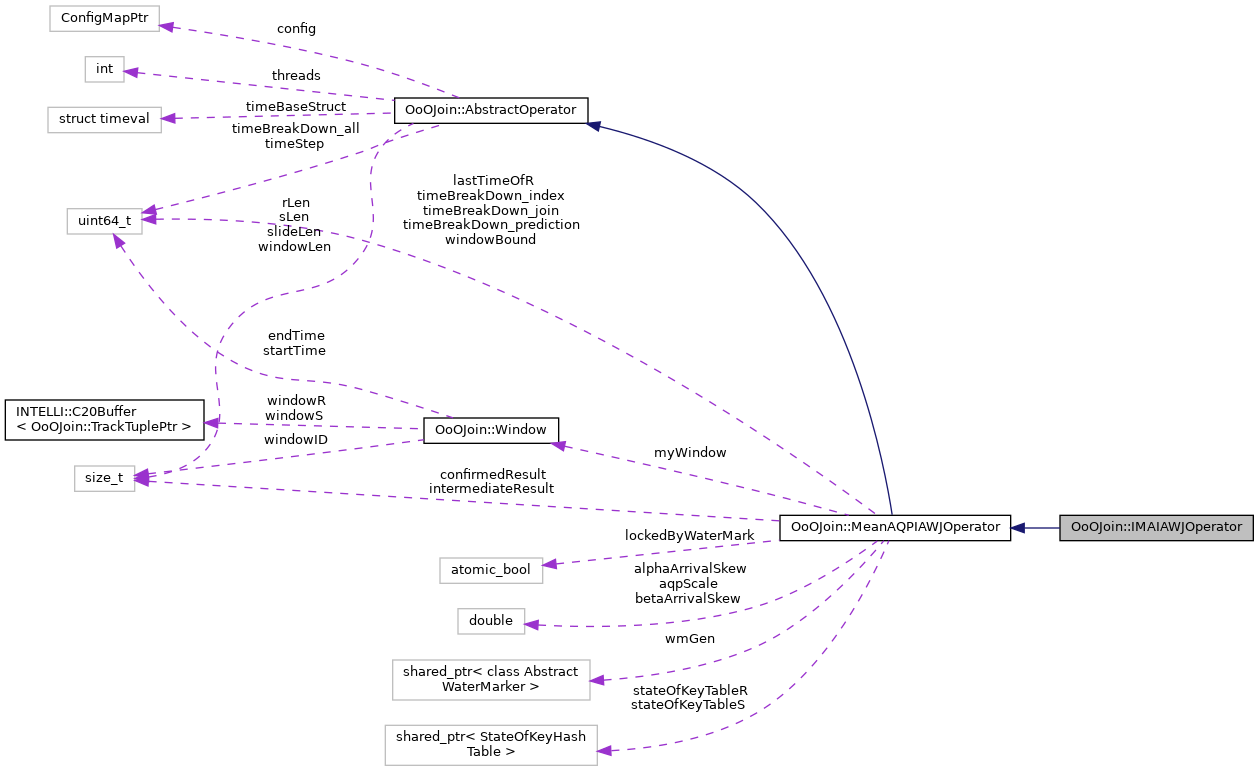 ConfigMapPtr
config
int
threads
OoOJoin::AbstractOperator
struct timeval
timeBaseStruct
timeBreakDown_all
timeStep
lastTimeOfR
timeBreakDown_index
timeBreakDown_join
timeBreakDown_prediction
windowBound
uint64_t
rLen
sLen
slideLen
windowLen
endTime
startTime
INTELLI::C20Buffer
< OoOJoin::TrackTuplePtr >
windowR
windowS
OoOJoin::Window
windowID
myWindow
size_t
confirmedResult
intermediateResult
OoOJoin::MeanAQPIAWJOperator
OoOJoin::IMAIAWJOperator
lockedByWaterMark
atomic_bool
alphaArrivalSkew
aqpScale
betaArrivalSkew
double
wmGen
shared_ptr< class Abstract
WaterMarker >
stateOfKeyTableR
stateOfKeyTableS
shared_ptr< StateOfKeyHash
Table >